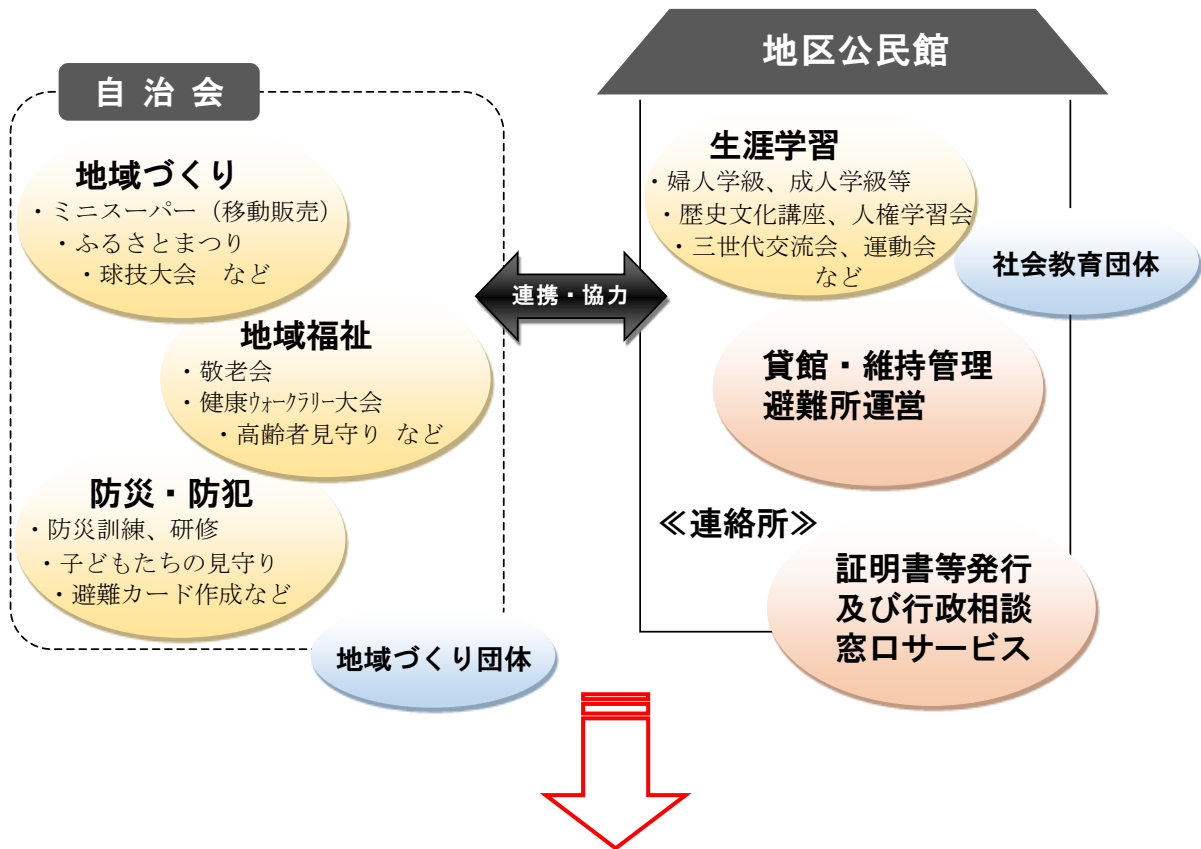 自治会
地域づくり
・ミニスーパー（移動販売）
・ふるさとまつり
・球技大会　など
地域福祉
・敬老会
・健康ｳｫｰｸﾗﾘｰ大会
・高齢者見守り など
防災・防犯
・防災訓練、研修
・子どもたちの見守り
・避難カード作成など
地域づくり団体
連携・協力
地区公民館
生涯学習
・婦人学級、成人学級等
・歴史文化講座、人権学習会
・三世代交流会、運動会
など
社会教育団体
貸館・維持管理
避難所運営
≪連絡所≫
証明書等発行
及び行政相談
窓口サービス